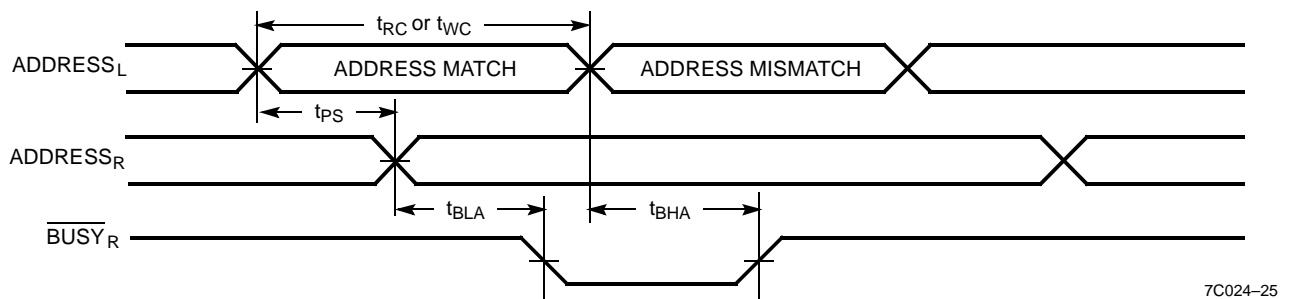 tRC or tWC
ADDRESSL
ADDRESS MATCH
ADDRESS MISMATCH
tPS
ADDRESSR
tBLA
tBHA
BUSYR
7C024–25